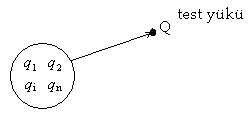 test yükü
Q
q₁ q₂
qᵢ qₙ